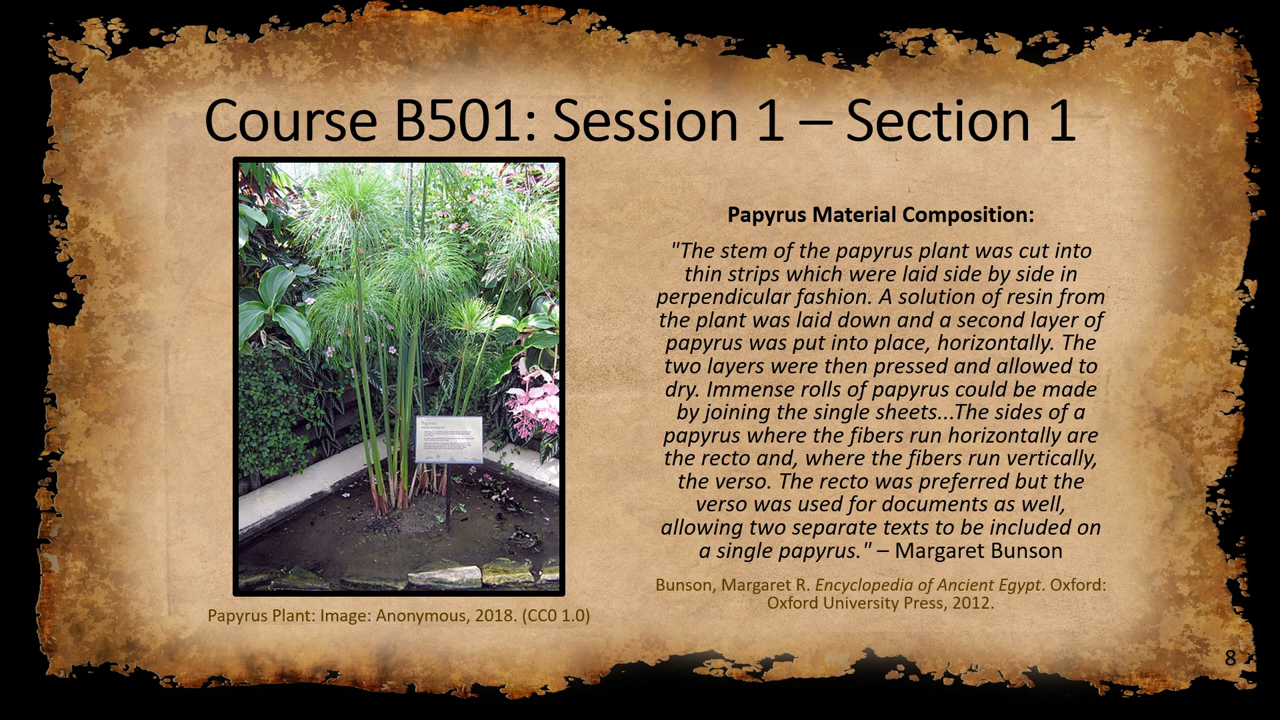 Course B501: Session 1 – Section 1
Papyrus Material Composition:
"The stem of the papyrus plant was cut into
thin strips which were laid side by side in
perpendicular fashion. A solution of resin from
the plant was laid down and a second layer of
papyrus was put into place, horizontally. The
two layers were then pressed and allowed to
dry. Immense rolls of papyrus could be made
by joining the single sheets...The sides of a
papyrus where the fibers run horizontally are
the recto and, where the fibers run vertically,
the verso. The recto was preferred but the
verso was used for documents as well,
allowing two separate texts to be included on
a single papyrus." – Margaret Bunson
Bunson, Margaret R. Encyclopedia of Ancient Egypt. Oxford:
Oxford University Press, 2012.
Papyrus Plant: Image: Anonymous, 2018. (CC0 1.0)
8